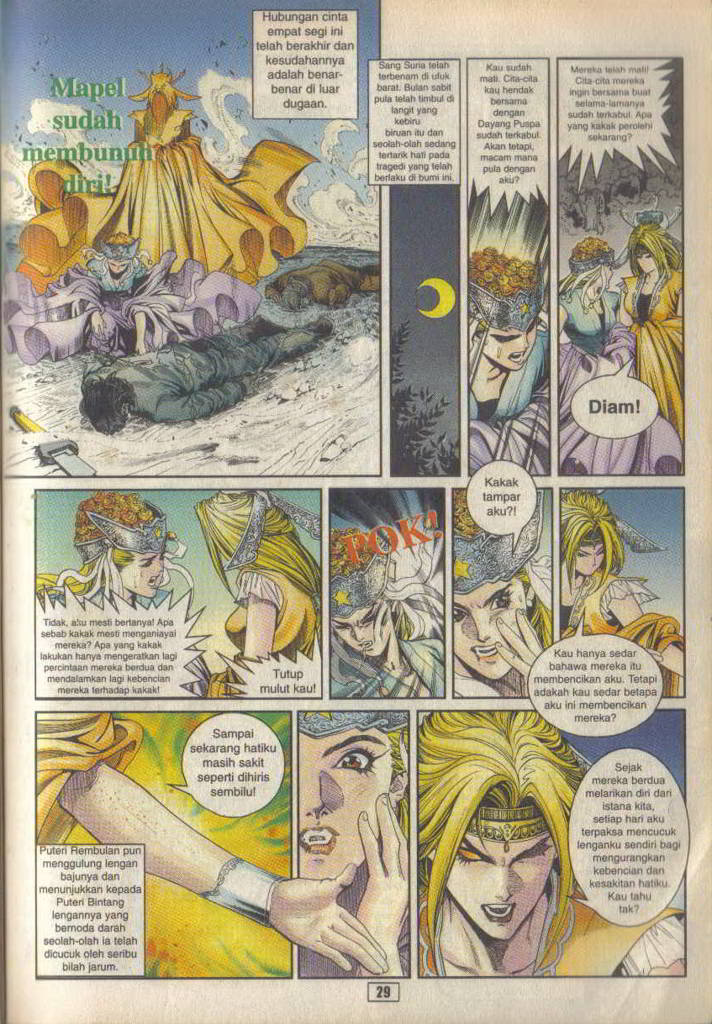 Hubungan cinta
empat segi ini
telah berakhir dan
kesudahannya
adalah benar-
benar di luar
dugaan.
Mapel
sudah
membunuh
diri!
Sang Suria telah
terbenam di ufuk
barat. Bulan sabit
pula telah timbul di
langit yang
kebiru
biruan itu dan
seolah-olah sedang
tertarik hati pada
tragedi yang telah
berlaku di bumi ini.
Kau sudah
mati. Cita-cita
kau hendak
bersama
dengan
Dayang Puspa
sudah terkabul.
Akan tetapi,
macam mana
pula dengan
aku?
Mereka telah mati!
Cita-cita mereka
ingin bersama buat
selama-lamanya
sudah terkabul. Apa
yang kakak perolehi
sekarang?
Diam!
Tidak, aku mesti bertanya! Apa
sebab kakak mesti menganiayai
mereka? Apa yang kakak
lakukan hanya mengeratkan lagi
percintaan mereka berdua dan
mendalamkan lagi kebencian
mereka terhadap kakak!
Tutup
mulut kau!
POK!
Kakak
tampar
aku?!
Kau hanya sedar
bahawa mereka itu
membencikan aku. Tetapi
adakah kau sedar betapa
aku ini membencikan
mereka?
Sampai
sekarang hatiku
masih sakit
seperti dihiris
sembilu!
Puteri Rembulan pun
menggulung lengan
bajunya dan
menunjukkan kepada
Puteri Bintang
lengannya yang
bernoda darah
seolah-olah ia telah
dicucuk oleh seribu
bilah jarum.
Sejak
mereka berdua
melarikan diri dari
istana kita,
setiap hari aku
terpaksa mencucuk
lenganku sendiri bagi
mengurangkan
kebencian dan
kesakitan hatiku.
Kau tahu
tak?
29